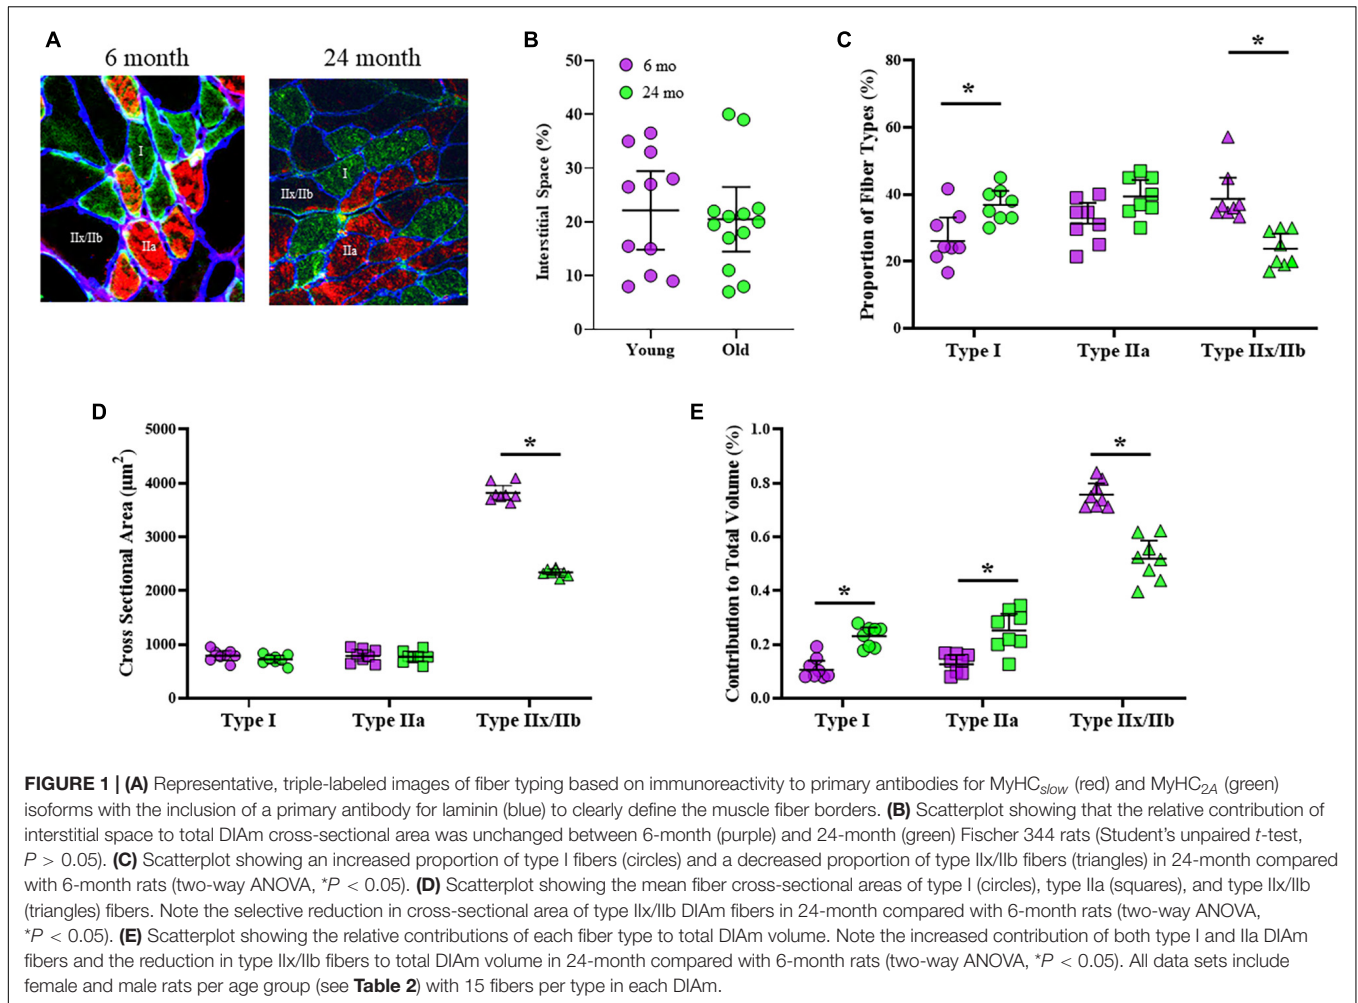 A
6 month
24 month
I
IIx/IIb
IIa
I
IIx/IIb
IIa
B
50
40
30
20
10
0
Interstitial Space (%)
6 mo
24 mo
Young
Old
C
80
60
40
20
0
Proportion of Fiber Types (%)
*
*
Type I
Type IIa
Type IIx/IIb
D
5000
4000
3000
2000
1000
0
Cross Sectional Area (µm²)
*
Type I
Type IIa
Type IIx/IIb
E
1.0
0.8
0.6
0.4
0.2
0.0
Contribution to Total Volume (%)
*
*
*
Type I
Type IIa
Type IIx/IIb
FIGURE 1 | (A) Representative, triple-labeled images of fiber typing based on immunoreactivity to primary antibodies for MyHCslow (red) and MyHC2A (green)
isoforms with the inclusion of a primary antibody for laminin (blue) to clearly define the muscle fiber borders. (B) Scatterplot showing that the relative contribution of
interstitial space to total DIAm cross-sectional area was unchanged between 6-month (purple) and 24-month (green) Fischer 344 rats (Student's unpaired t-test,
P > 0.05). (C) Scatterplot showing an increased proportion of type I fibers (circles) and a decreased proportion of type IIx/IIb fibers (triangles) in 24-month compared
with 6-month rats (two-way ANOVA, *P < 0.05). (D) Scatterplot showing the mean fiber cross-sectional areas of type I (circles), type IIa (squares), and type IIx/IIb
(triangles) fibers. Note the selective reduction in cross-sectional area of type IIx/IIb DIAm fibers in 24-month compared with 6-month rats (two-way ANOVA,
*P < 0.05). (E) Scatterplot showing the relative contributions of each fiber type to total DIAm volume. Note the increased contribution of both type I and IIa DIAm
fibers and the reduction in type IIx/IIb fibers to total DIAm volume in 24-month compared with 6-month rats (two-way ANOVA, *P < 0.05). All data sets include
female and male rats per age group (see Table 2) with 15 fibers per type in each DIAm.